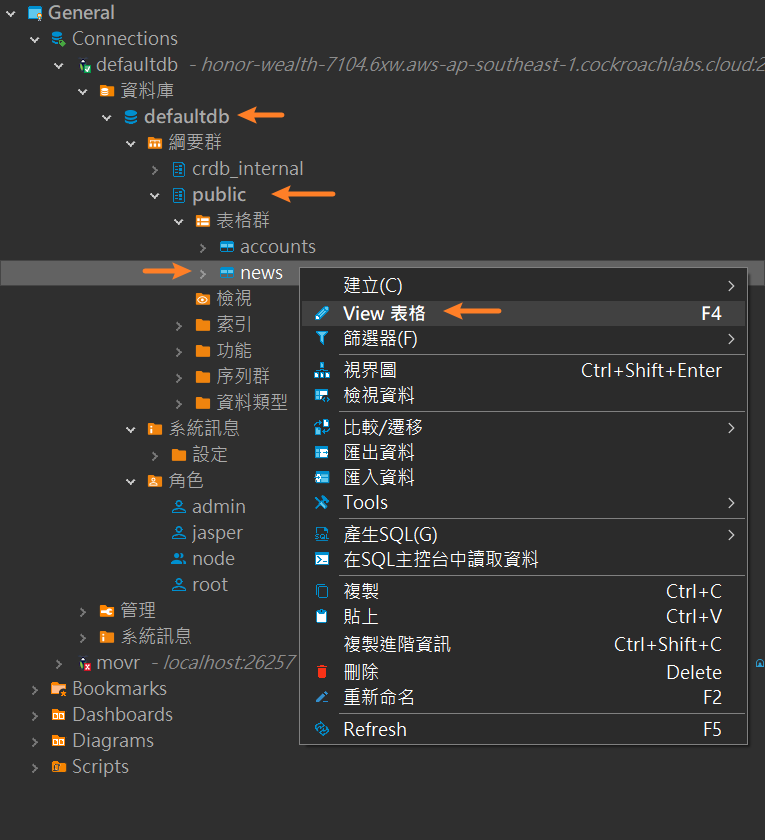 General
Connections
defaultdb - honor-wealth-7104.6xw.aws-ap-southeast-1.cockroachlabs.cloud:2
資料庫
defaultdb
綱要群
crdb_internal
public
表格群
accounts
news
檢視
索引
功能
序列群
資料類型
系統訊息
設定
角色
admin
jasper
node
root
管理
系統訊息
movr - localhost:26257
Bookmarks
Dashboards
Diagrams
Scripts
建立(C)
View 表格 F4
篩選器(F)
視界圖 Ctrl+Shift+Enter
檢視資料
比較/遷移
匯出資料
匯入資料
Tools
產生SQL(G)
在SQL主控台中讀取資料
複製 Ctrl+C
貼上 Ctrl+V
複製進階資訊 Ctrl+Shift+C
刪除 Delete
重新命名 F2
Refresh F5